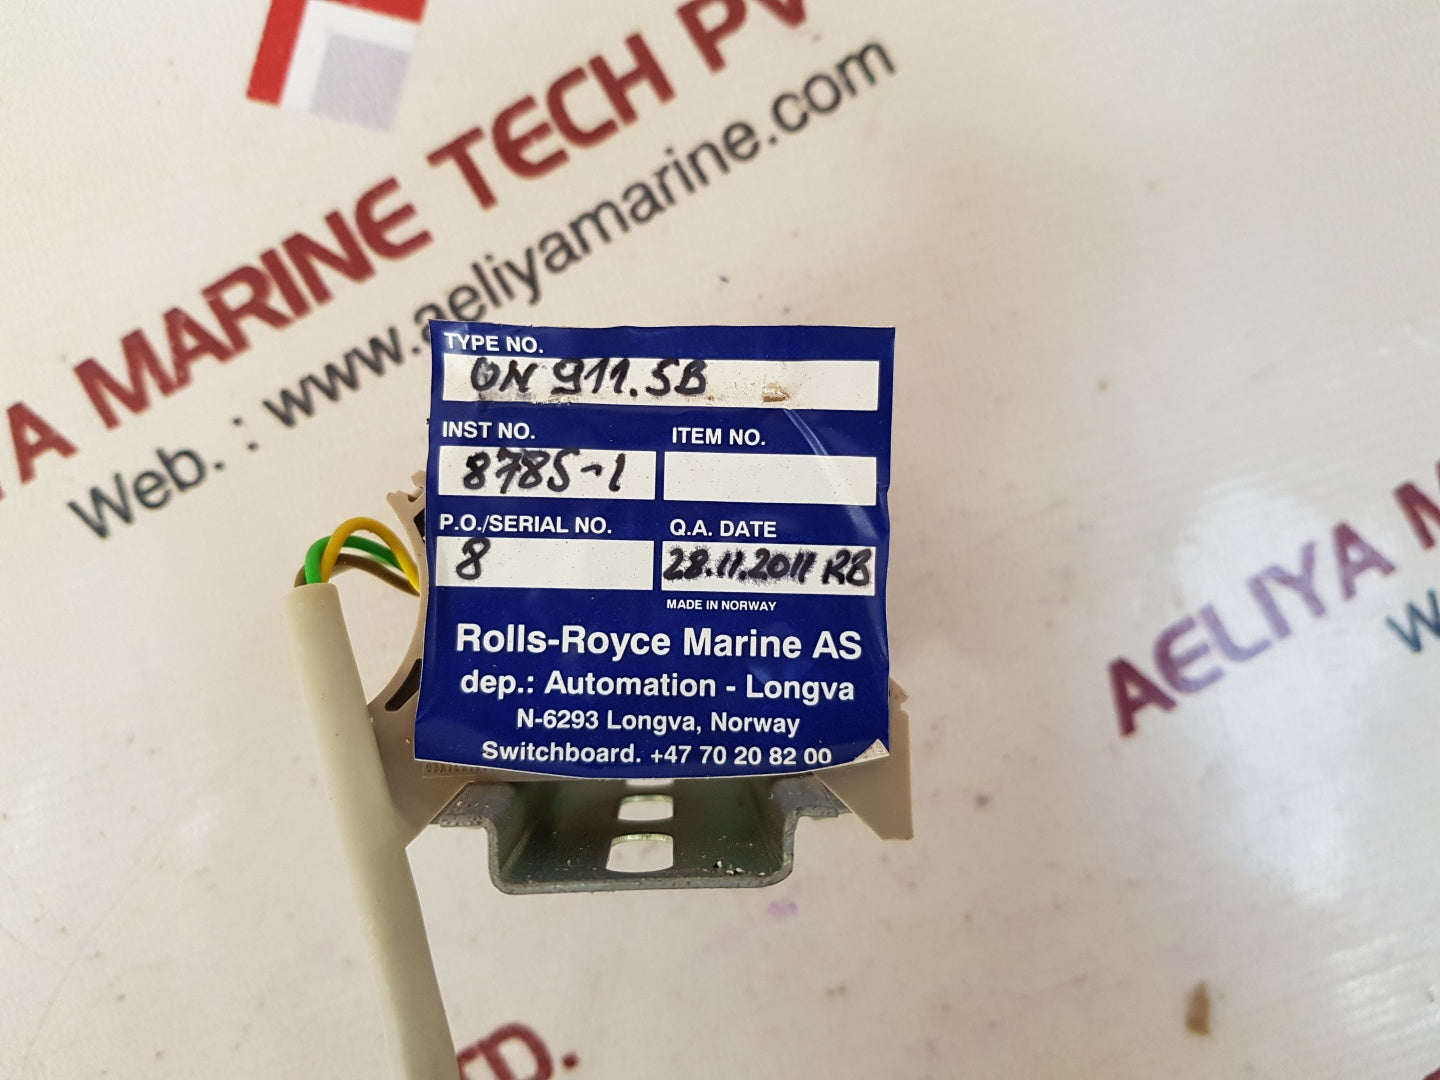 MARINE TECH PV
Web. : www.aeliyamarine.com
TYPE NO.
UN 911.5B
INST NO.
ITEM NO.
8785-1
P.O./SERIAL NO.
Q.A. DATE
8
28.11.2011 RB
MADE IN NORWAY
Rolls-Royce Marine AS
dep.: Automation - Longva
N-6293 Longva, Norway
Switchboard. +47 70 20 82 00
AELIYA M